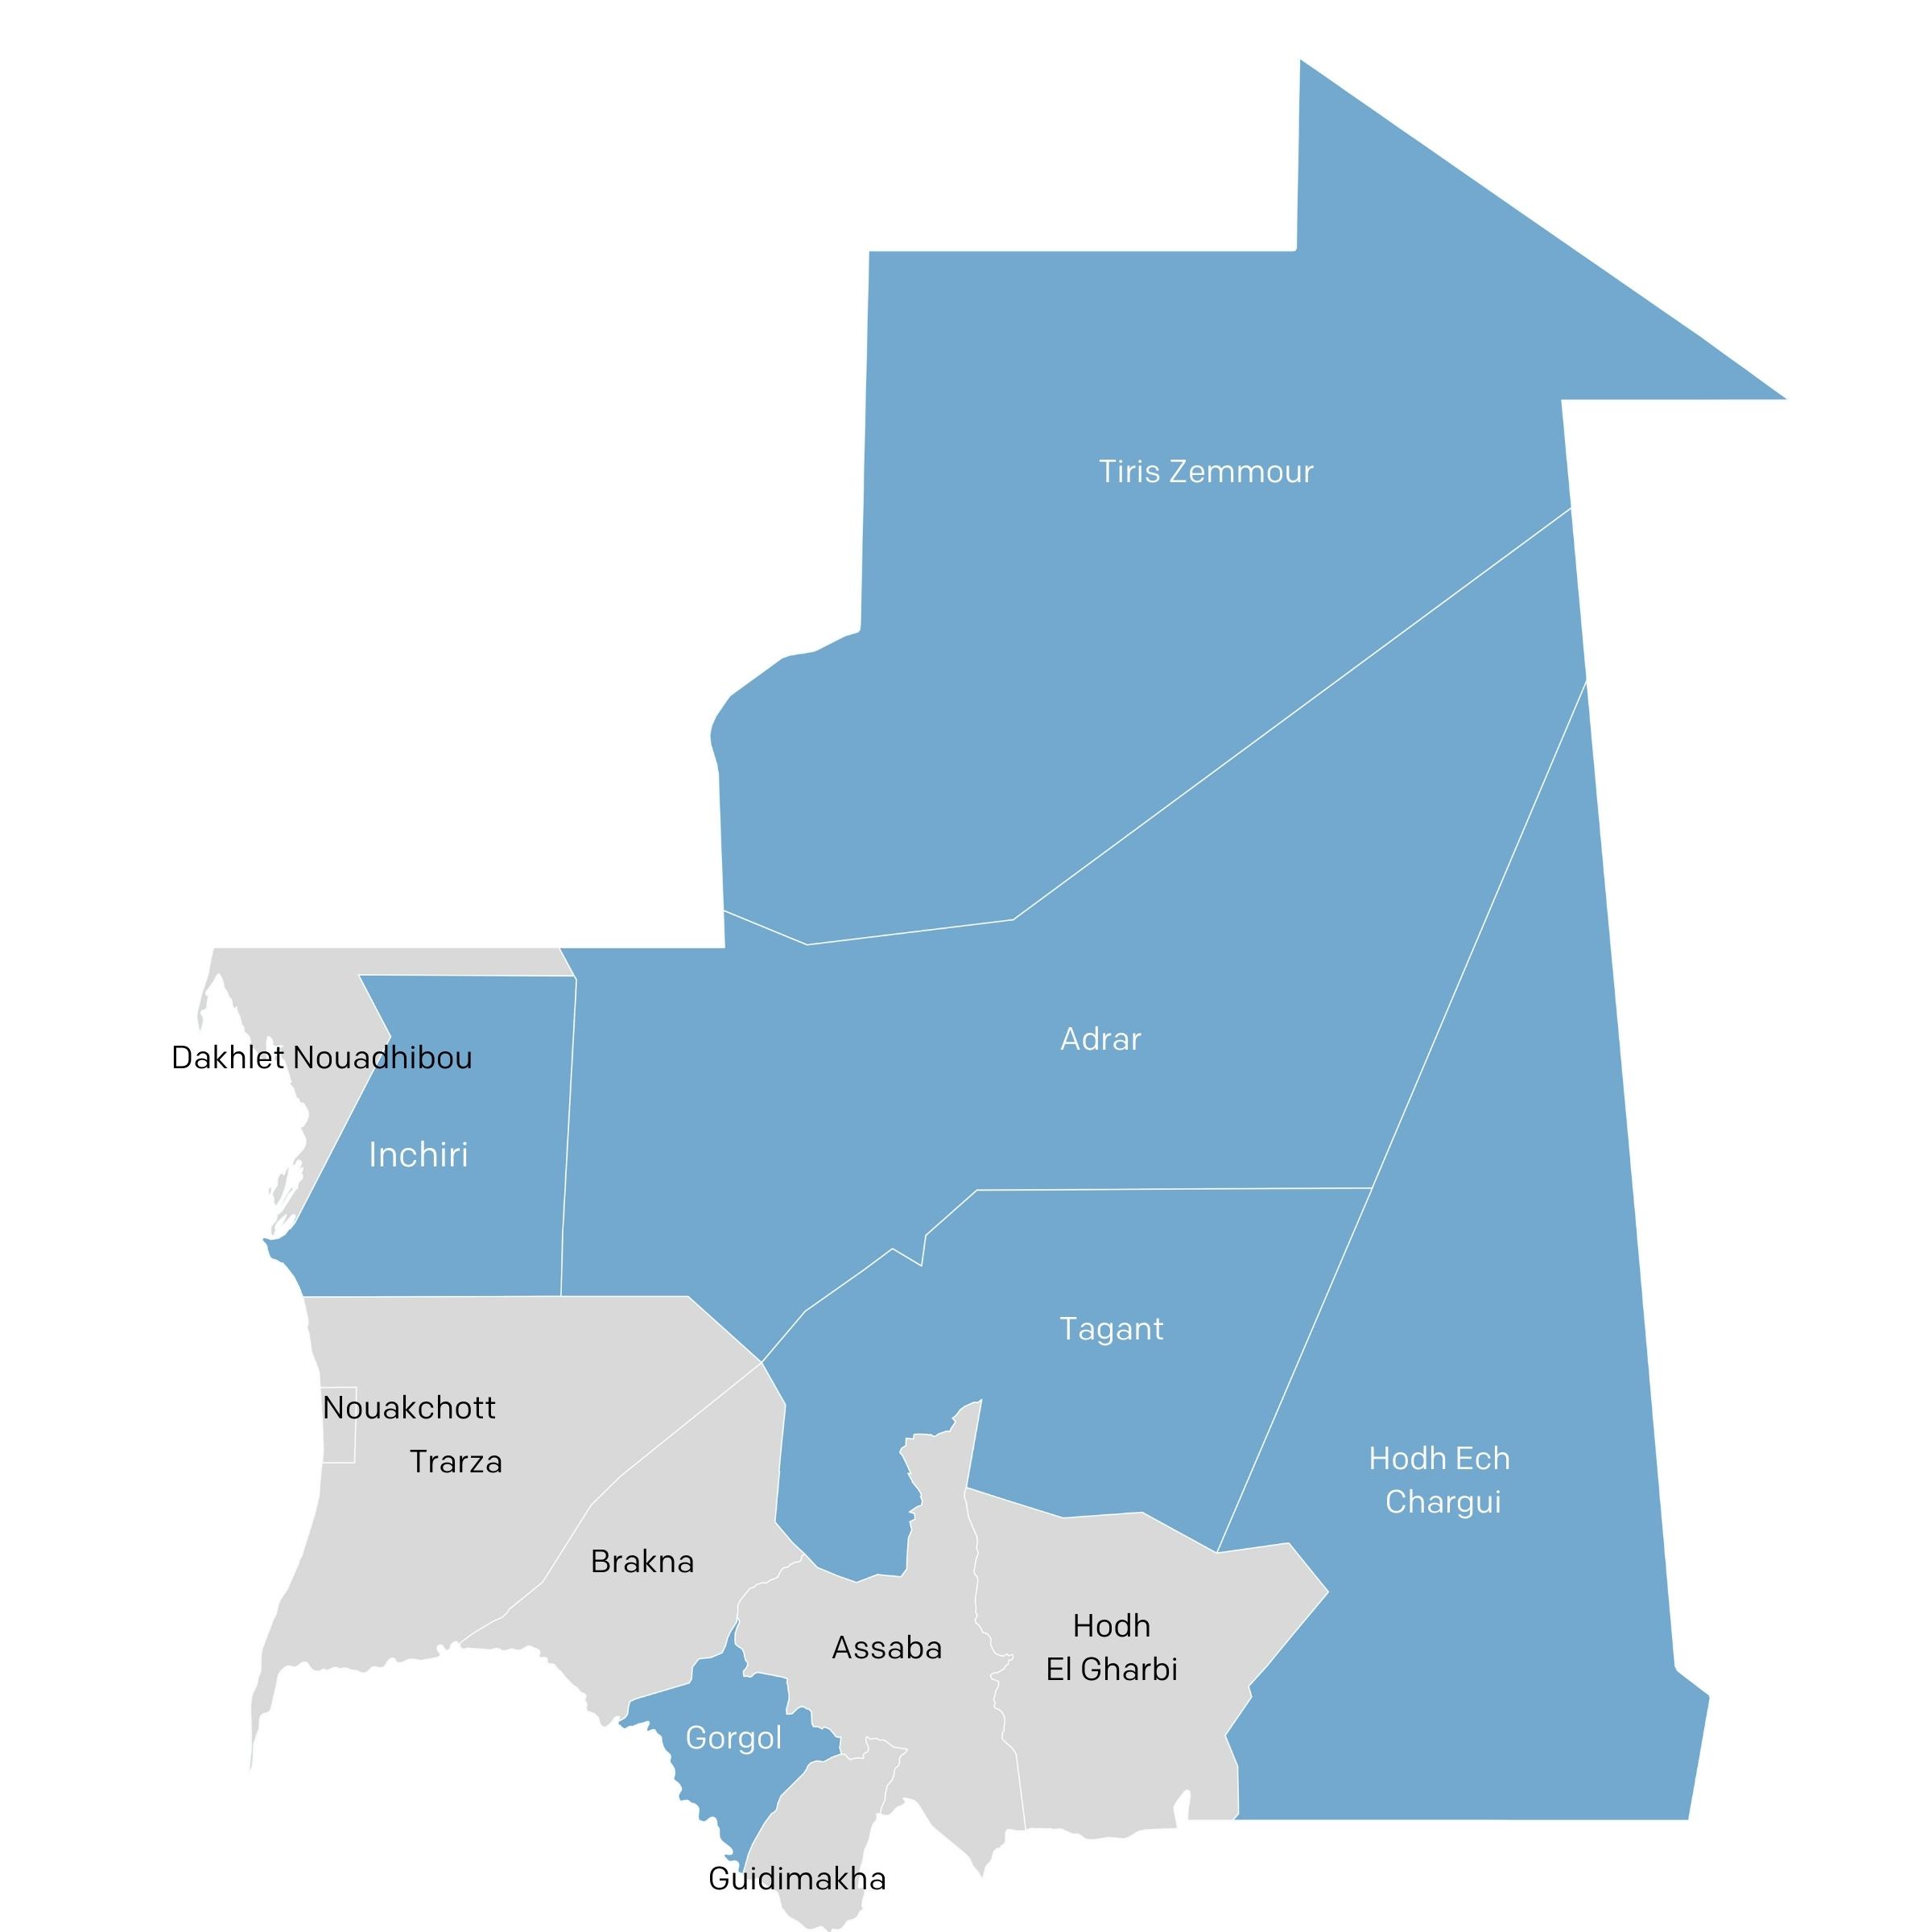 Tiris Zemmour
Adrar
Dakhlet Nouadhibou
Inchiri
Tagant
Nouakchott
Trarza
Hodh Ech
Chargui
Brakna
Hodh
El Gharbi
Assaba
Gorgol
Guidimakha